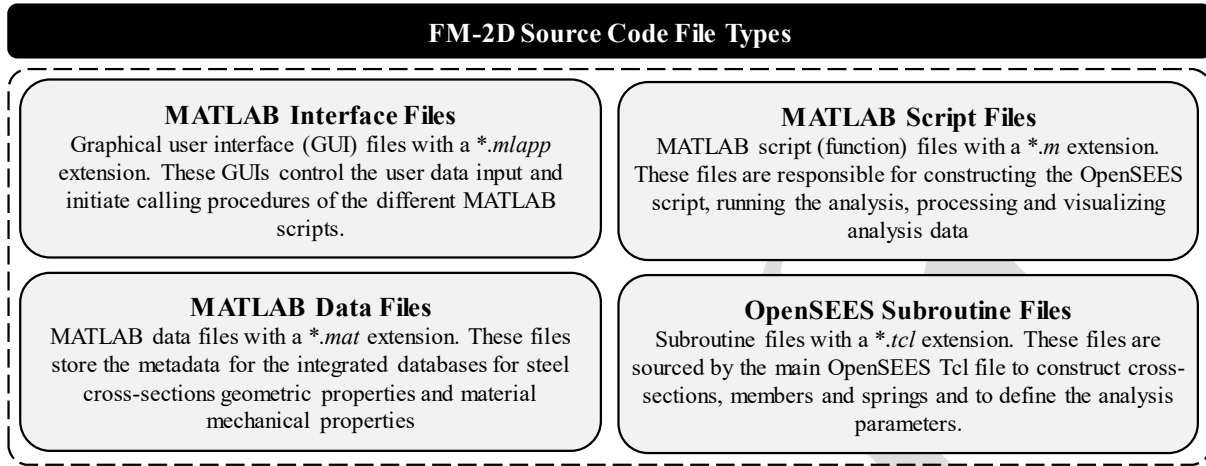 FM-2D Source Code File Types
MATLAB Interface Files
Graphical user interface (GUI) files with a *.mlapp
extension. These GUIs control the user data input and
initiate calling procedures of the different MATLAB
scripts.
MATLAB Script Files
MATLAB script (function) files with a *.m extension.
These files are responsible for constructing the OpenSEES
script, running the analysis, processing and visualizing
analysis data
MATLAB Data Files
MATLAB data files with a *.mat extension. These files
store the metadata for the integrated databases for steel
cross-sections geometric properties and material
mechanical properties
OpenSEES Subroutine Files
Subroutine files with a *.tcl extension. These files are
sourced by the main OpenSEES Tcl file to construct cross-
sections, members and springs and to define the analysis
parameters.